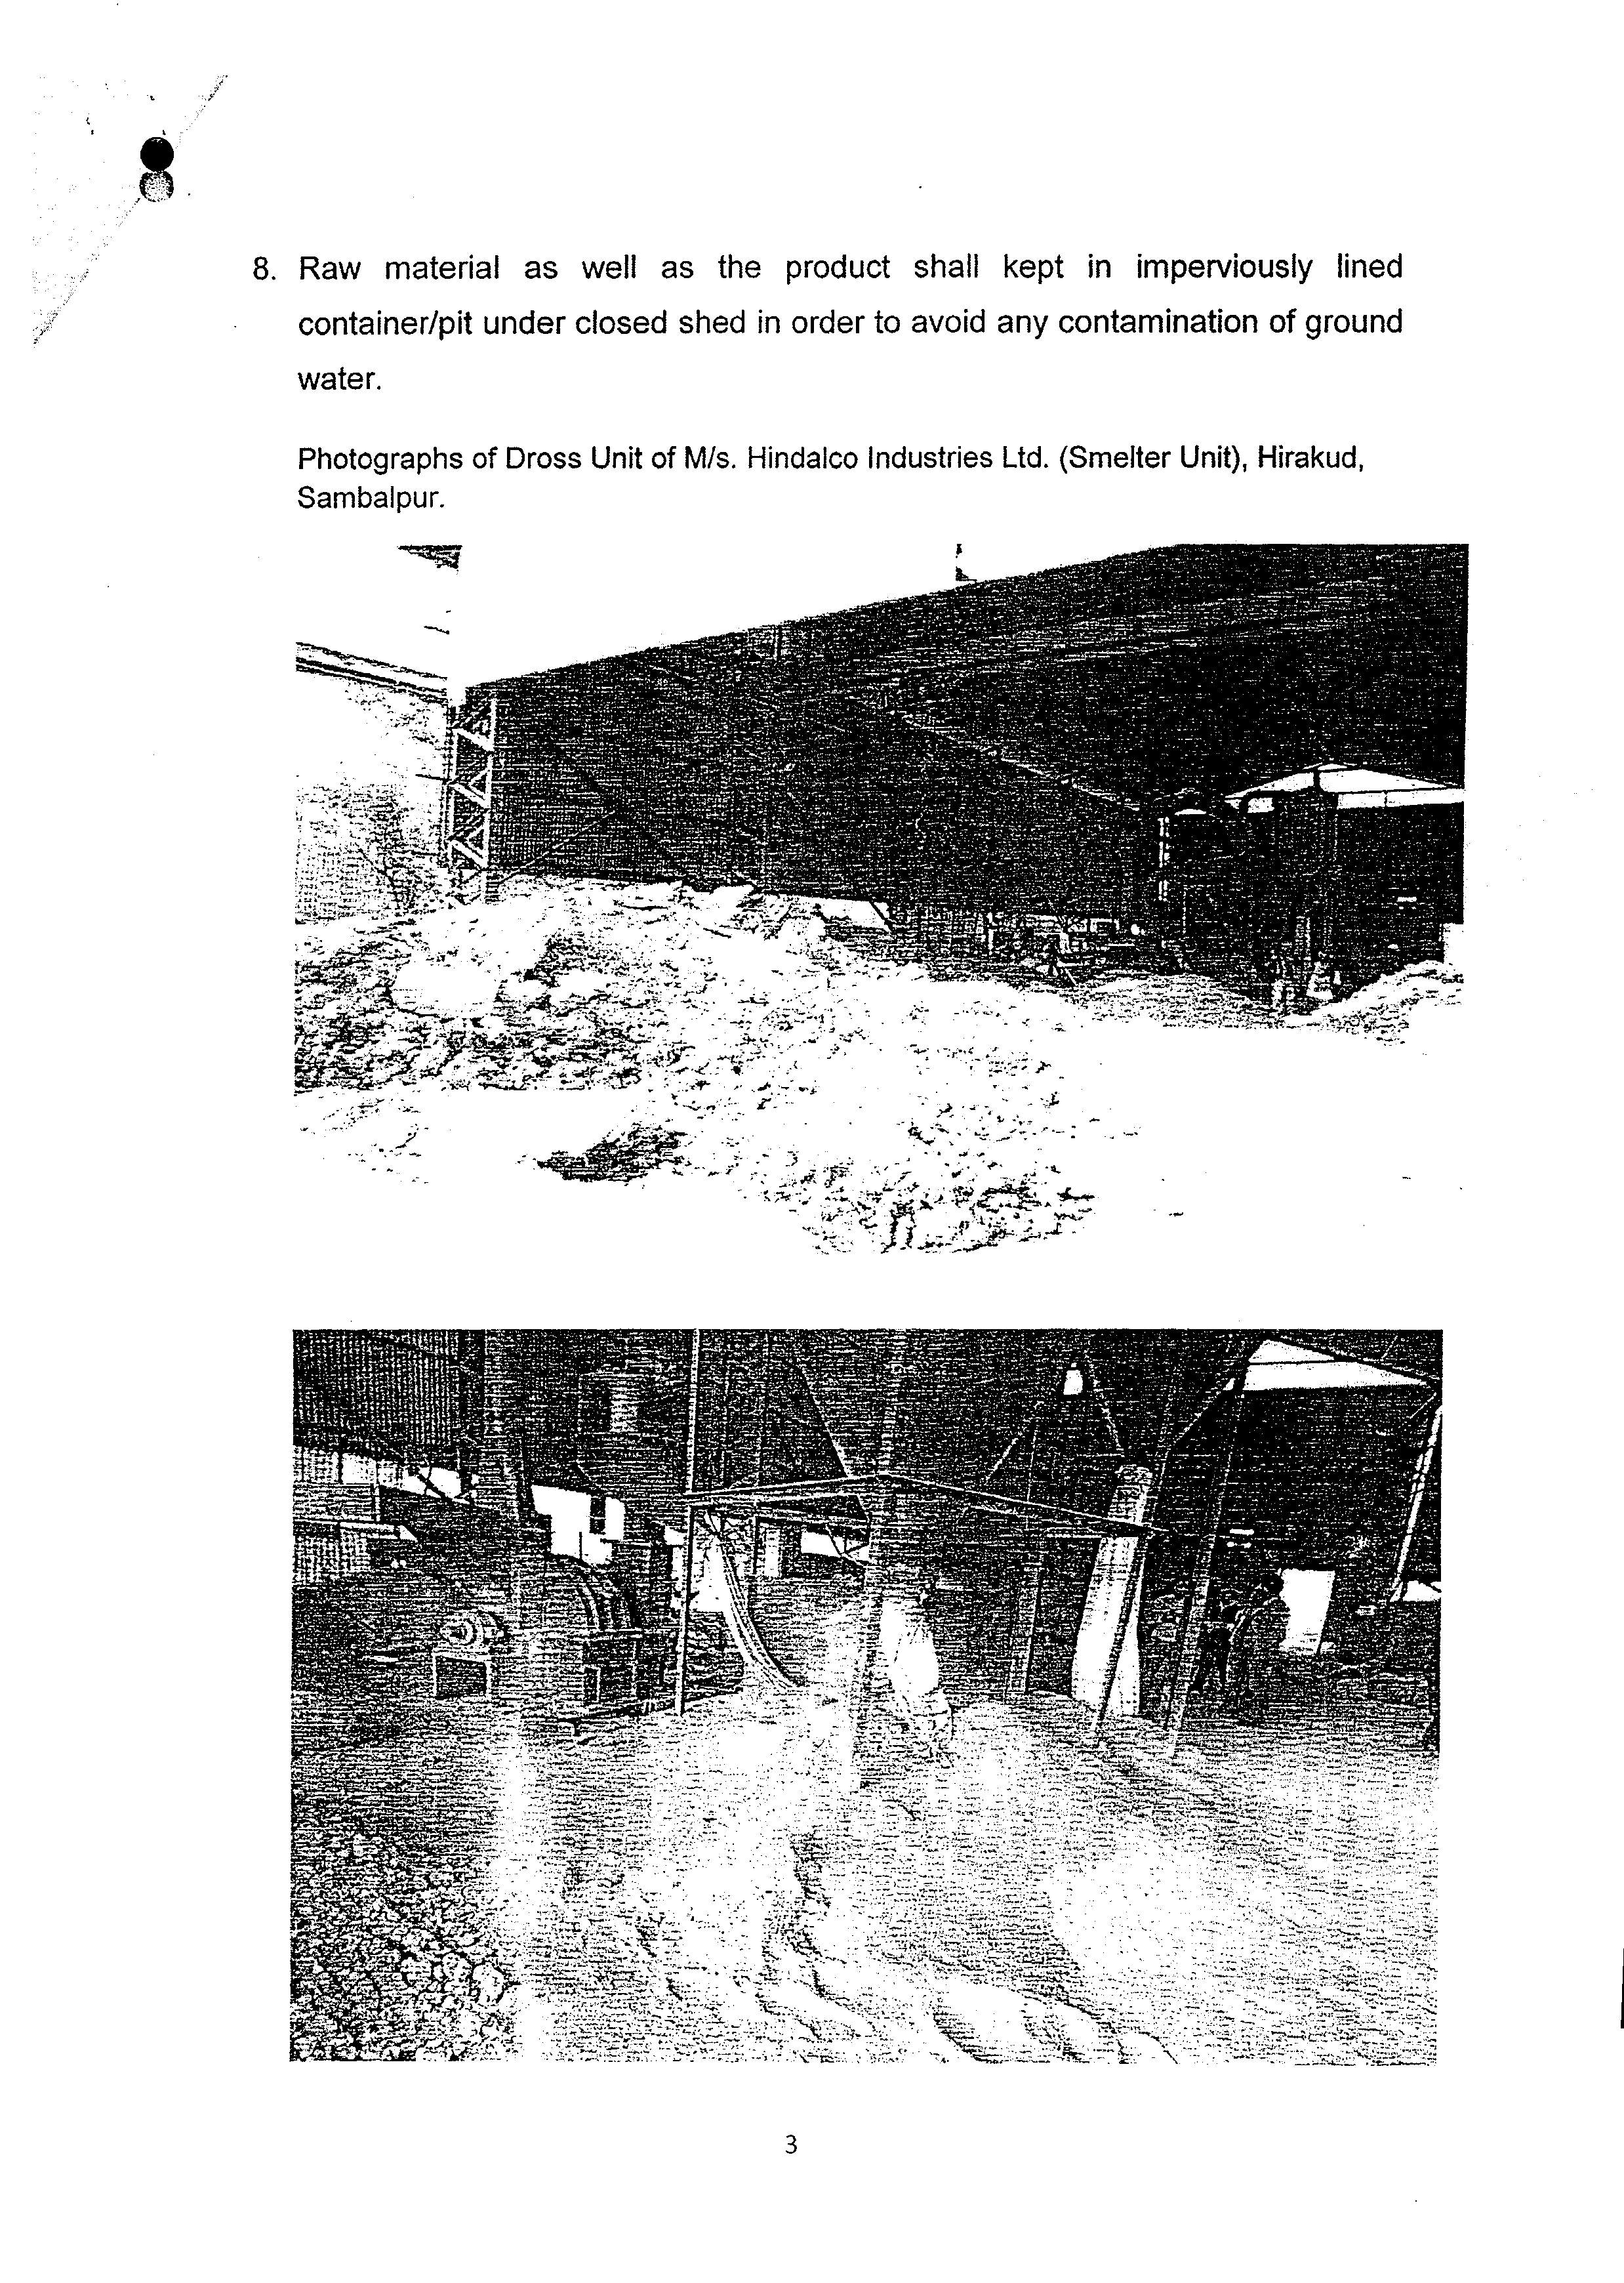 8. Raw material as well as the product shall kept in imperviously lined
container/pit under closed shed in order to avoid any contamination of ground
water.
Photographs of Dross Unit of M/s. Hindalco Industries Ltd. (Smelter Unit), Hirakud,
Sambalpur.
3